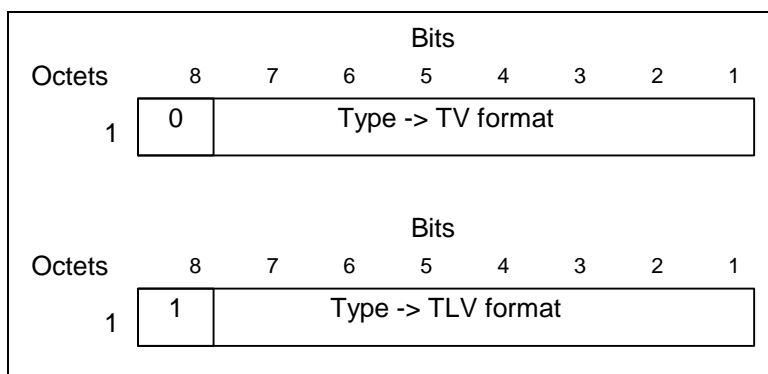 Bits
Octets 8 7 6 5 4 3 2 1
1 0 Type -> TV format
Bits
Octets 8 7 6 5 4 3 2 1
1 1 Type -> TLV format